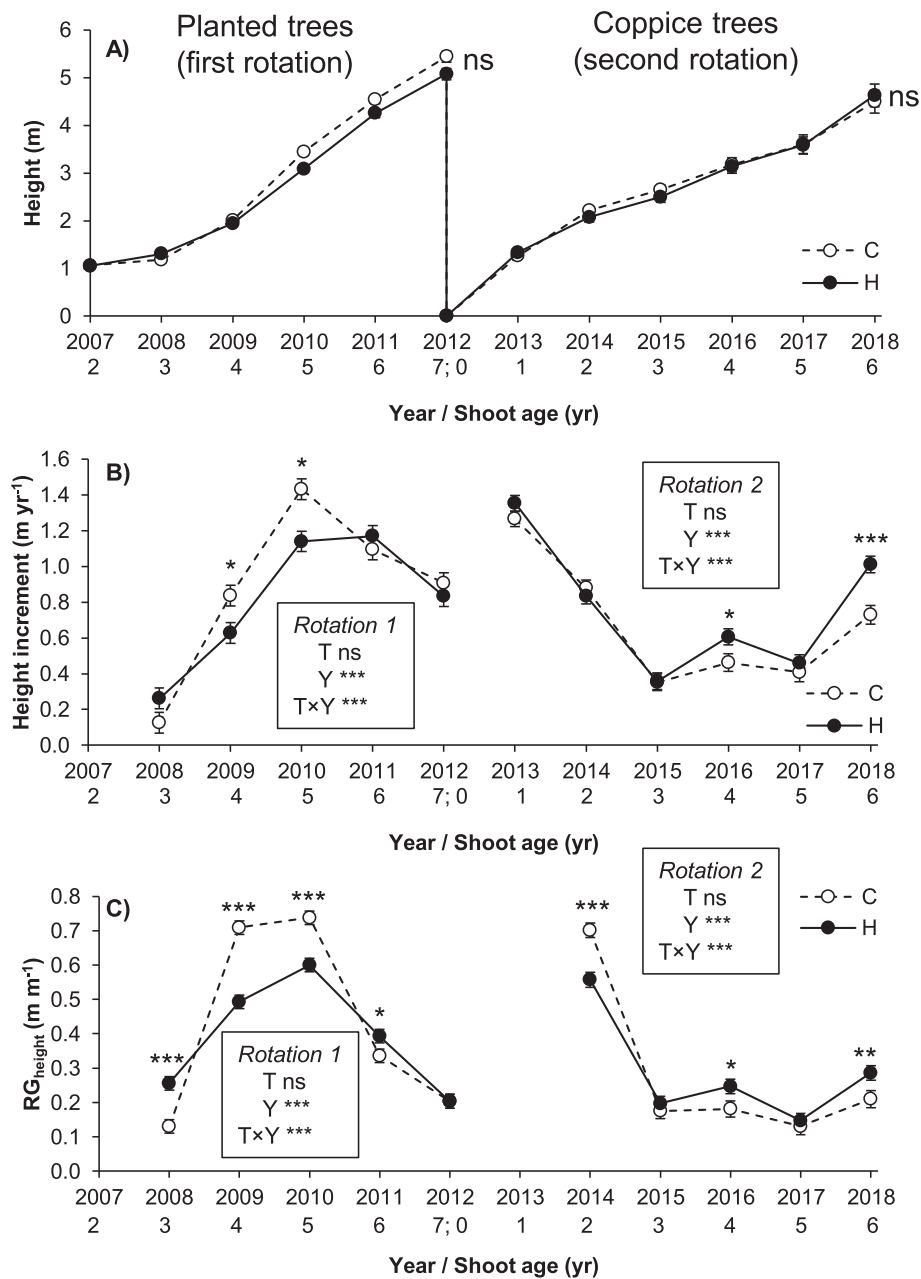 A)
Planted trees
(first rotation)
Coppice trees
(second rotation)
Height (m)
6
5
4
3
2
1
0
ns
ns
C
H
2007 2008 2009 2010 2011 2012 2013 2014 2015 2016 2017 2018
2 3 4 5 6 7; 0 1 2 3 4 5 6
Year / Shoot age (yr)
B)
Height increment (m yr⁻¹)
1.6
1.4
1.2
1.0
0.8
0.6
0.4
0.2
0.0
*
*
*
***
Rotation 1
T ns
Y ***
T×Y ***
Rotation 2
T ns
Y ***
T×Y ***
C
H
2007 2008 2009 2010 2011 2012 2013 2014 2015 2016 2017 2018
2 3 4 5 6 7; 0 1 2 3 4 5 6
Year / Shoot age (yr)
C)
RGheight (m m⁻¹)
0.8
0.7
0.6
0.5
0.4
0.3
0.2
0.1
0.0
***
***
***
*
***
*
**
Rotation 1
T ns
Y ***
T×Y ***
Rotation 2
T ns
Y ***
T×Y ***
C
H
2007 2008 2009 2010 2011 2012 2013 2014 2015 2016 2017 2018
2 3 4 5 6 7; 0 1 2 3 4 5 6
Year / Shoot age (yr)